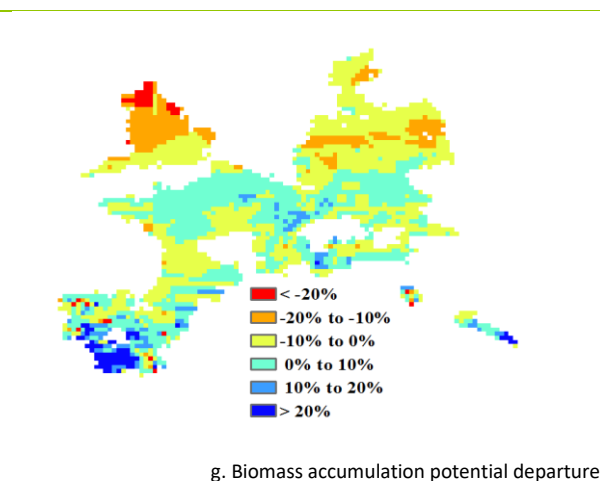 < -20%
-20% to -10%
-10% to 0%
0% to 10%
10% to 20%
> 20%
g. Biomass accumulation potential departure